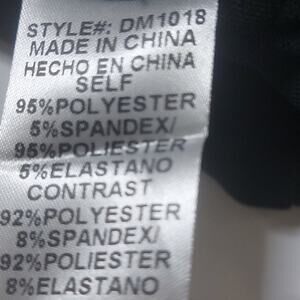 STYLE#: DM1018
MADE IN CHINA
HECHO EN CHINA
SELF
95%POLYESTER
5%SPANDEX/
95%POLIESTER
5%ELASTANO
CONTRAST
92%POLYESTER
8%SPANDEX/
92%POLIESTER
8%ELASTANO